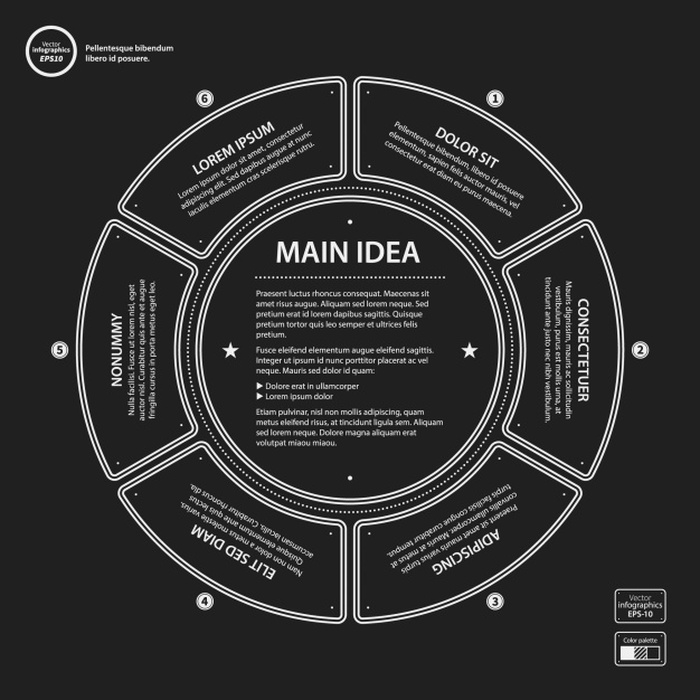 Vector
infographics
EPS10
Pellentesque bibendum
libero id posuere.
6
1
LOREM IPSUM
Lorem ipsum dolor sit amet, consectetur
adipiscing elit. Sed dapibus augue at nunc
iaculis elementum cras scelerisque rutru.
DOLOR SIT
Pellentesque bibendum, libero id posuere
elementum, sapien felis auctor mauris, vel
consectetur erat diam eu purus maecena.
MAIN IDEA
Praesent luctus rhoncus consequat. Maecenas sit
amet risus augue. Aliquam sed lorem neque. Sed
pretium erat id lorem dapibus sagittis. Quisque
pretium tortor quis leo semper et ultrices felis
pretium.
Fusce eleifend elementum augue eleifend sagittis.
Integer ut ipsum id nunc porttitor placerat ac vel
neque. Mauris sed dolor id quam:
Dolore erat in ullamcorper
Lorem ipsum dolor
Etiam pulvinar, nisl non mollis adipiscing, quam
metus eleifend risus, at tincidunt ligula sem. Aliquam
sed lorem neque. Dolore magna aliquam erat
volutpat miaou miaou.
5
NONUMMY
Nulla facilisi. Fusce ut lorem nisl, eget
auctor nisl. Curabitur quis ante et augue
fringilla cursus in porta metus eget leo.
CONSECTETUER
Mauris dignissim, mauris ac sollicitudin
vestibulum, purus est mollis urna, at
tincidunt ante justo nec nibh vestibulum.
2
ELIT SED DIAM
Nam non dolor a metus molestie varius.
Quisque elementum ante quis lectus
accumsan iaculis. Curabitur rhoncus dia.
ADIPISCING
Praesent sit amet mauris varius turpis
convallis ullamcorper. Mauris at metus at
turpis facilisis congue curabitur tempus.
4
3
Vector
infographics
EPS-10
Color palette